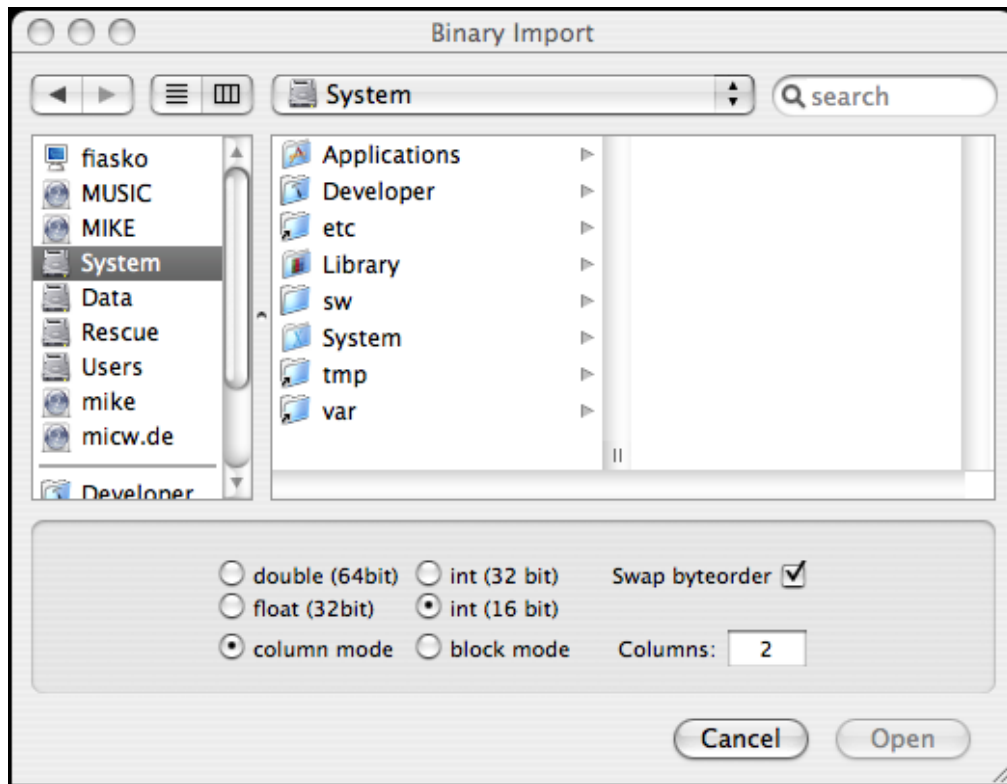 Binary Import
System
search
fiasko
MUSIC
MIKE
System
Data
Rescue
Users
mike
micw.de
Developer
Applications
Developer
etc
Library
sw
System
tmp
var
double (64bit) int (32 bit) Swap byteorder
float (32bit) int (16 bit)
column mode block mode Columns: 2
Cancel Open